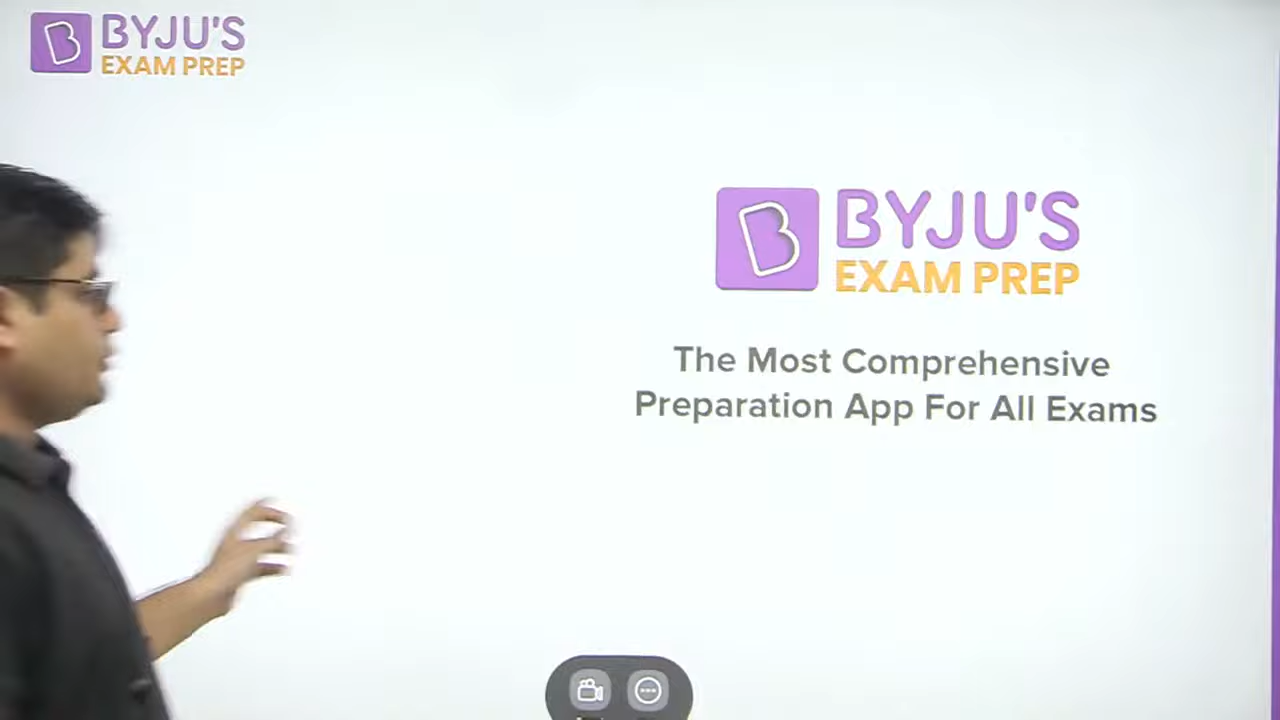 BYJU'S
EXAM PREP
BYJU'S
EXAM PREP
The Most Comprehensive
Preparation App For All Exams